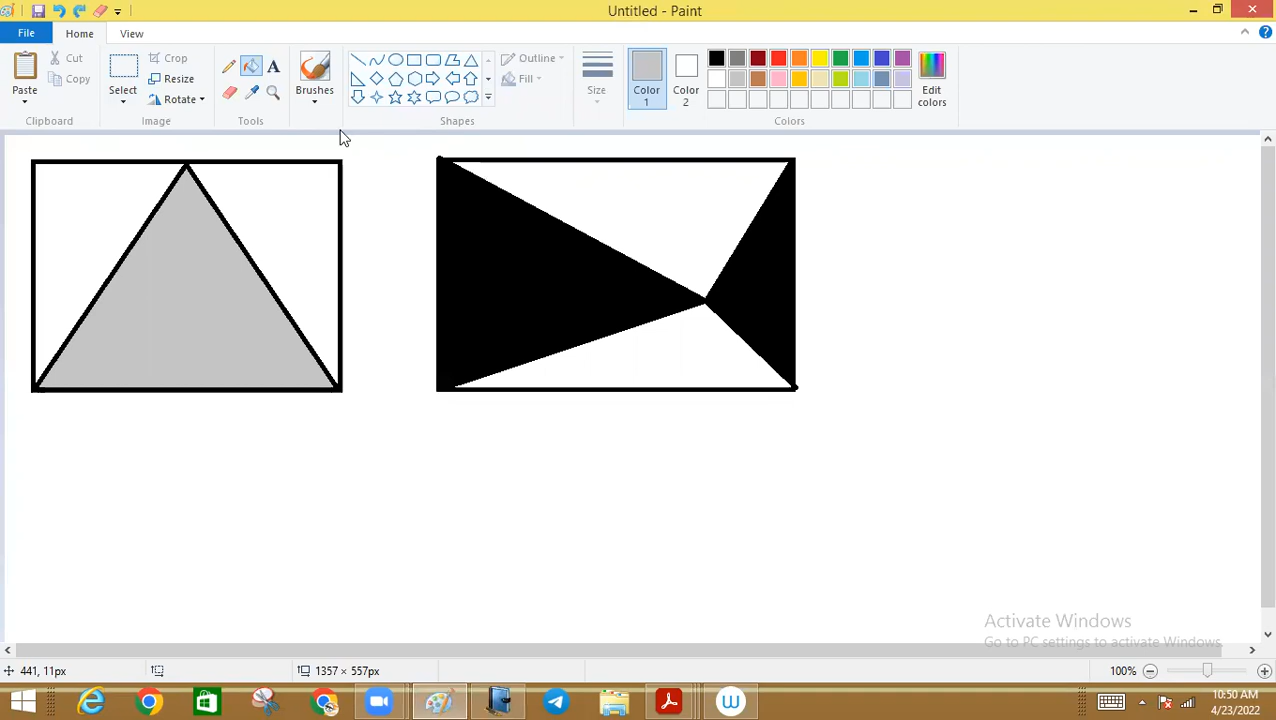 Untitled - Paint
File
Home
View
Paste
Cut
Copy
Clipboard
Select
Crop
Resize
Rotate
Image
A
Tools
Brushes
Shapes
Outline
Fill
Size
Color 1
Color 2
Colors
Edit colors
Activate Windows
Go to PC settings to activate Windows.
441, 11px
1357 × 557px
100%
W
10:50 AM
4/23/2022